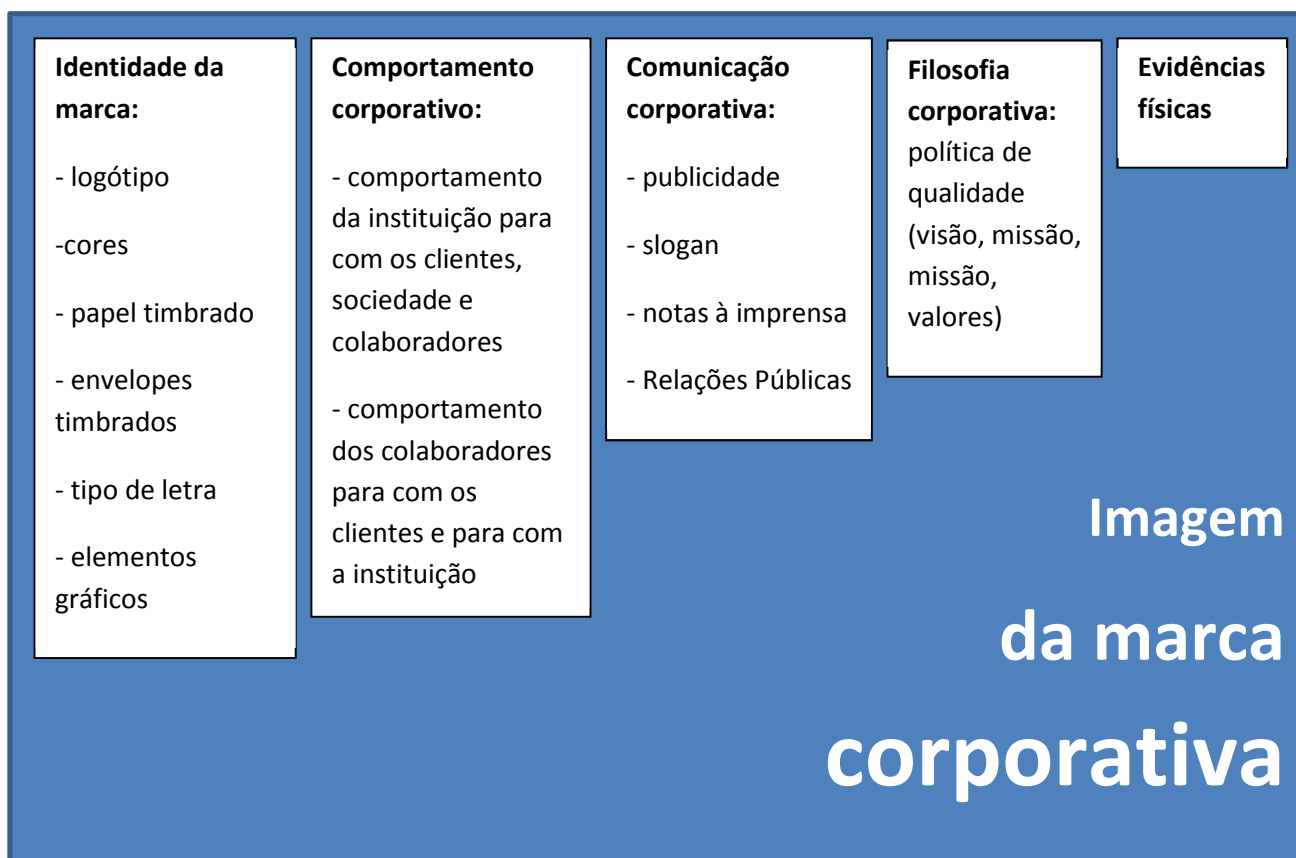 Identidade da
marca:
- logótipo
-cores
- papel timbrado
- envelopes
timbrados
- tipo de letra
- elementos
gráficos
Comportamento
corporativo:
- comportamento
da instituição para
com os clientes,
sociedade e
colaboradores
- comportamento
dos colaboradores
para com os
clientes e para com
a instituição
Comunicação
corporativa:
- publicidade
- slogan
- notas à imprensa
- Relações Públicas
Filosofia
corporativa:
política de
qualidade
(visão, missão,
missão,
valores)
Evidências
físicas
Imagem
da marca
corporativa